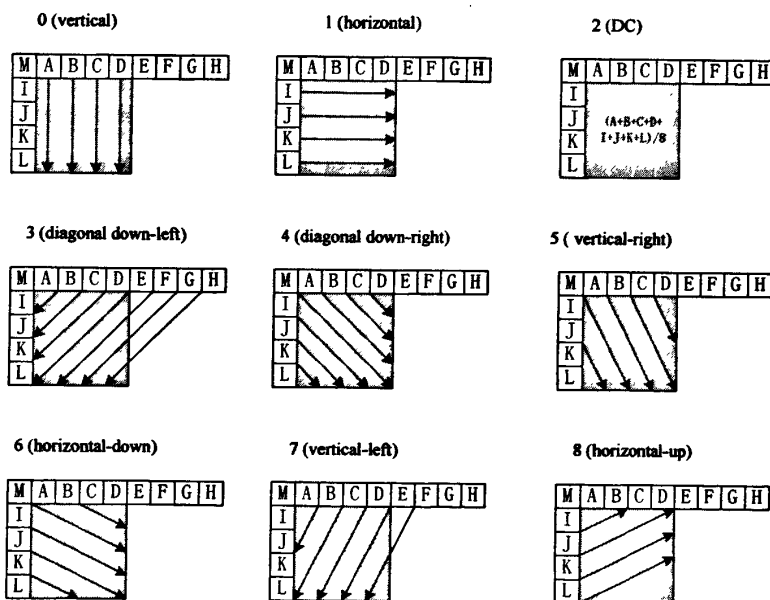 0 (vertical)
1 (horizontal)
2 (DC)
M A B C D E F G H
I
J
K
L
M A B C D E F G H
I
J
K
L
M A B C D E F G H
I
J
K
L
(A+B+C+D+
I+J+K+L)/8
3 (diagonal down-left)
4 (diagonal down-right)
5 ( vertical-right)
M A B C D E F G H
I
J
K
L
M A B C D E F G H
I
J
K
L
M A B C D E F G H
I
J
K
L
6 (horizontal-down)
7 (vertical-left)
8 (horizontal-up)
M A B C D E F G H
I
J
K
L
M A B C D E F G H
I
J
K
L
M A B C D E F G H
I
J
K
L